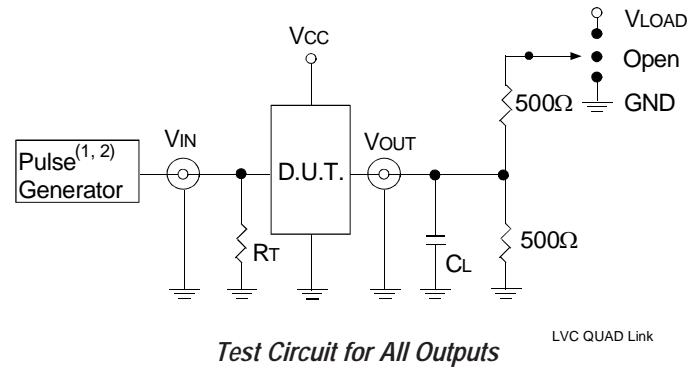 VLOAD
VCC
Open
500Ω
GND
VIN
VOUT
Pulse(1, 2)
Generator
D.U.T.
RT
CL
500Ω
Test Circuit for All Outputs
LVC QUAD Link